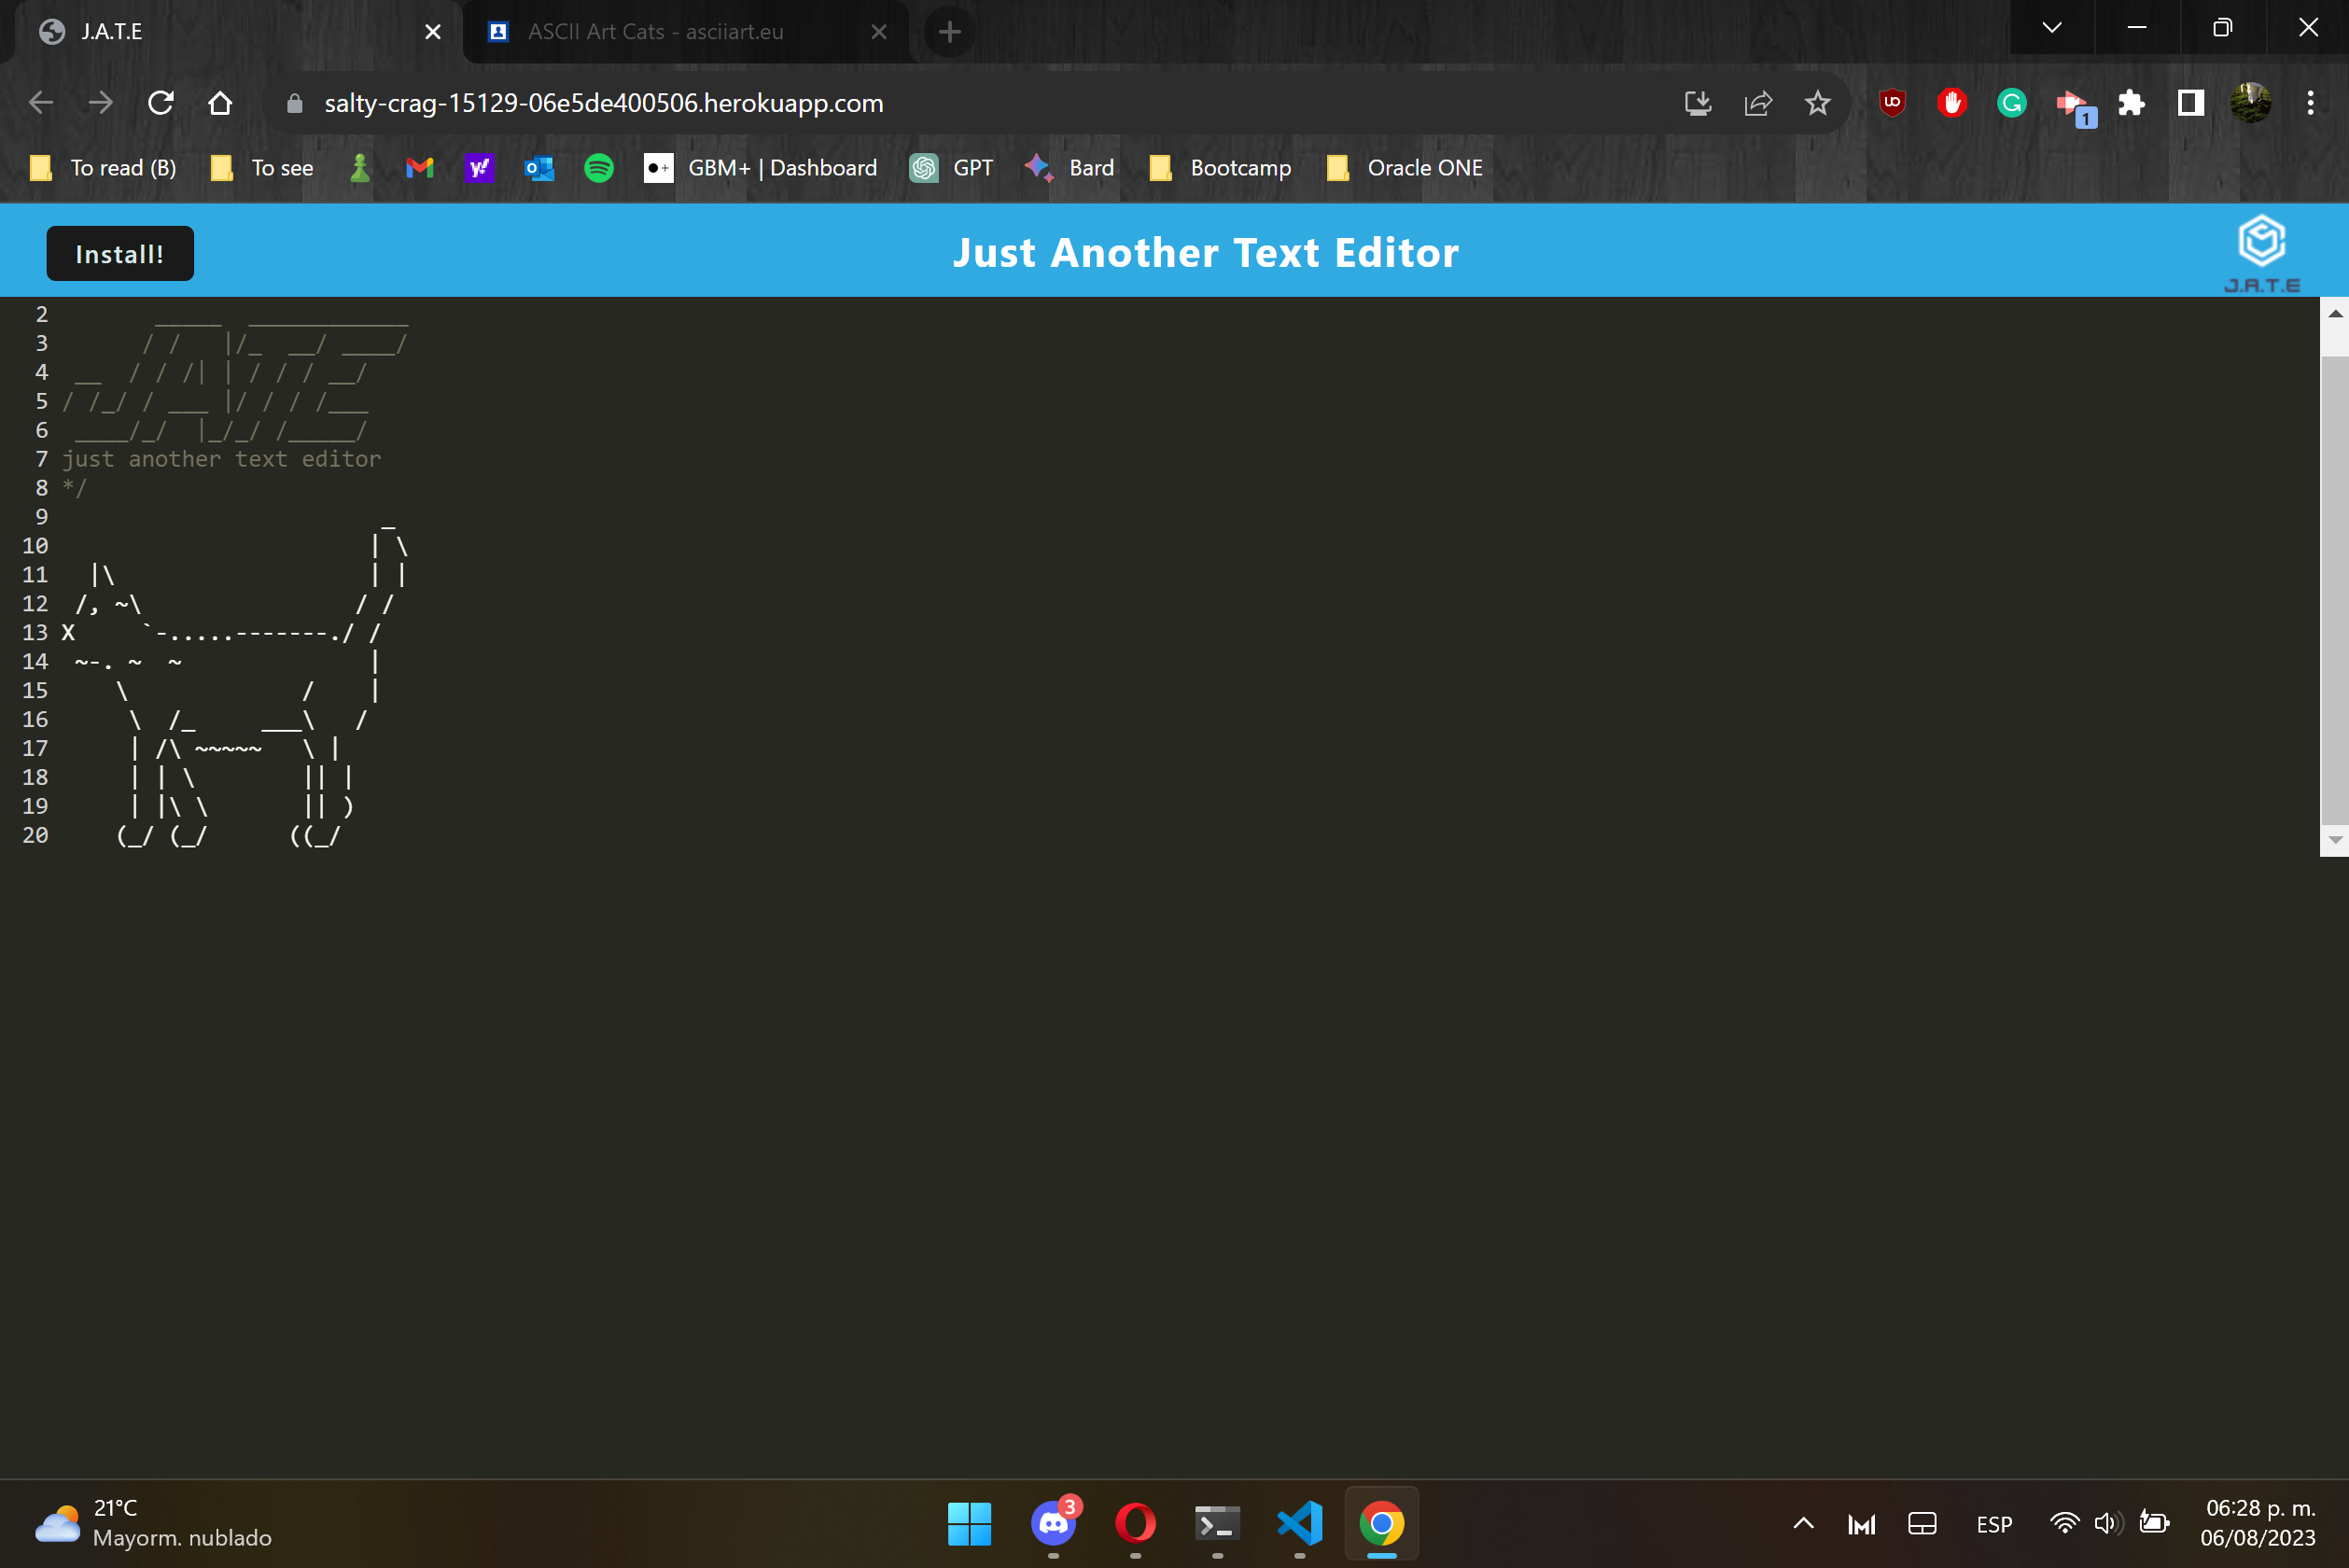 J.A.T.E
ASCII Art Cats - asciiart.eu
salty-crag-15129-06e5de400506.herokuapp.com
1
To read (B) To see GBM+ | Dashboard GPT Bard Bootcamp Oracle ONE
Install! Just Another Text Editor
J.A.T.E
2        _____  ______________
3       / /   |/_  __/ ____/
4  __  / / /| | / / / __/
5 / /_/ / ___ |/ / / /___
6  ____/_/  |_/_/ /_____/
7 just another text editor
8 */
9                         _
10                        | \
11   |\                   | |
12  /, ~\                / /
13 X     `-.....-------./ /
14  ~-. ~  ~              |
15     \             /    |
16      \  /_     ___\   /
17      | /\ ~~~~~   \ |
18      | | \        || |
19      | |\ \       || )
20     (_/ (_/      ((_/
21°C
Mayorm. nublado
3
ESP
06:28 p. m.
06/08/2023